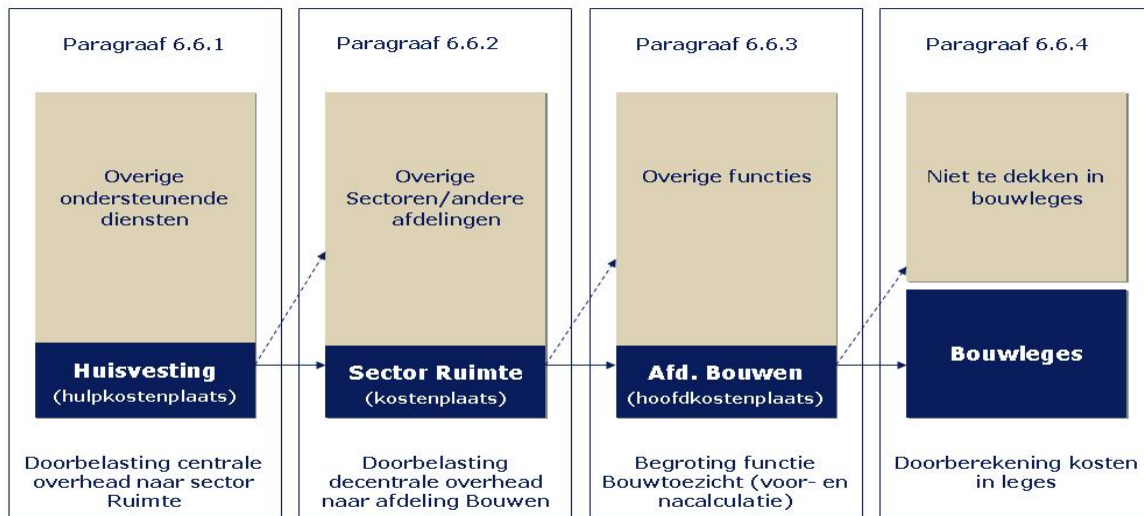 Paragraaf 6.6.1
Overige
ondersteunende
diensten
Huisvesting
(hulpkostenplaats)
Doorbelasting centrale
overhead naar sector
Ruimte
Paragraaf 6.6.2
Overige
Sectoren/andere
afdelingen
Sector Ruimte
(kostenplaats)
Doorbelasting
decentrale overhead
naar afdeling Bouwen
Paragraaf 6.6.3
Overige functies
Afd. Bouwen
(hoofdkostenplaats)
Begroting functie
Bouwtoezicht (voor- en
nacalculatie)
Paragraaf 6.6.4
Niet te dekken in
bouwleges
Bouwleges
Doorberekening kosten
in leges